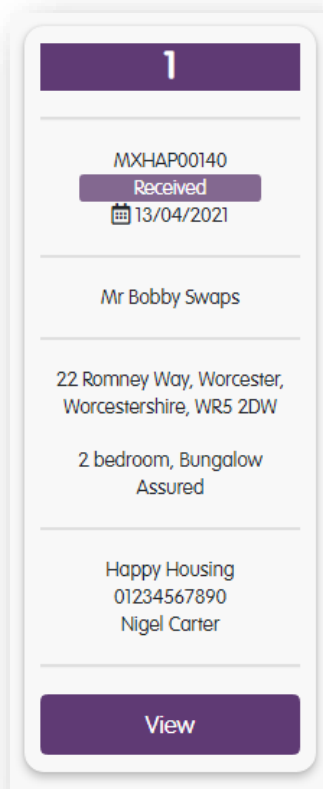 1
MXHAP00140
Received
13/04/2021
Mr Bobby Swaps
22 Romney Way, Worcester,
Worcestershire, WR5 2DW
2 bedroom, Bungalow
Assured
Happy Housing
01234567890
Nigel Carter
View